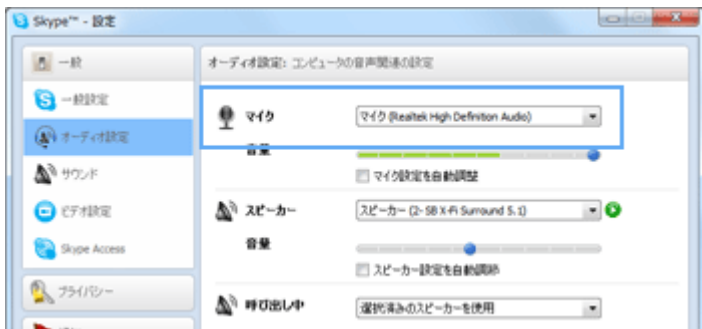 Skype™ - 設定
一般
オーディオ設定: コンピュータの音声関連の設定
一般設定
マイク
マイク (Realtek High Definition Audio)
オーディオ設定
音量
サウンド
マイク設定を自動調整
ビデオ設定
スピーカー
スピーカー (2- SB X-Fi Surround 5.1)
Skype Access
音量
スピーカー設定を自動調節
プライバシー
呼び出し中
選択済みのスピーカーを使用